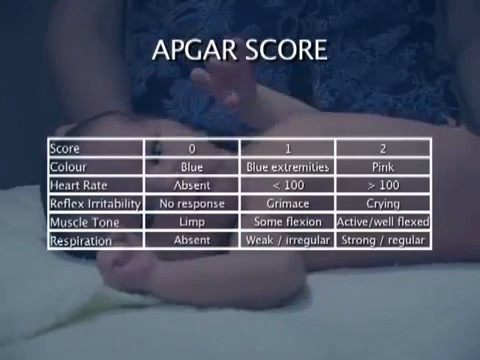 APGAR SCORE
Score 0 1 2
Colour Blue Blue extremities Pink
Heart Rate Absent < 100 > 100
Reflex Irritability No response Grimace Crying
Muscle Tone Limp Some flexion Active/well flexed
Respiration Absent Weak / irregular Strong / regular